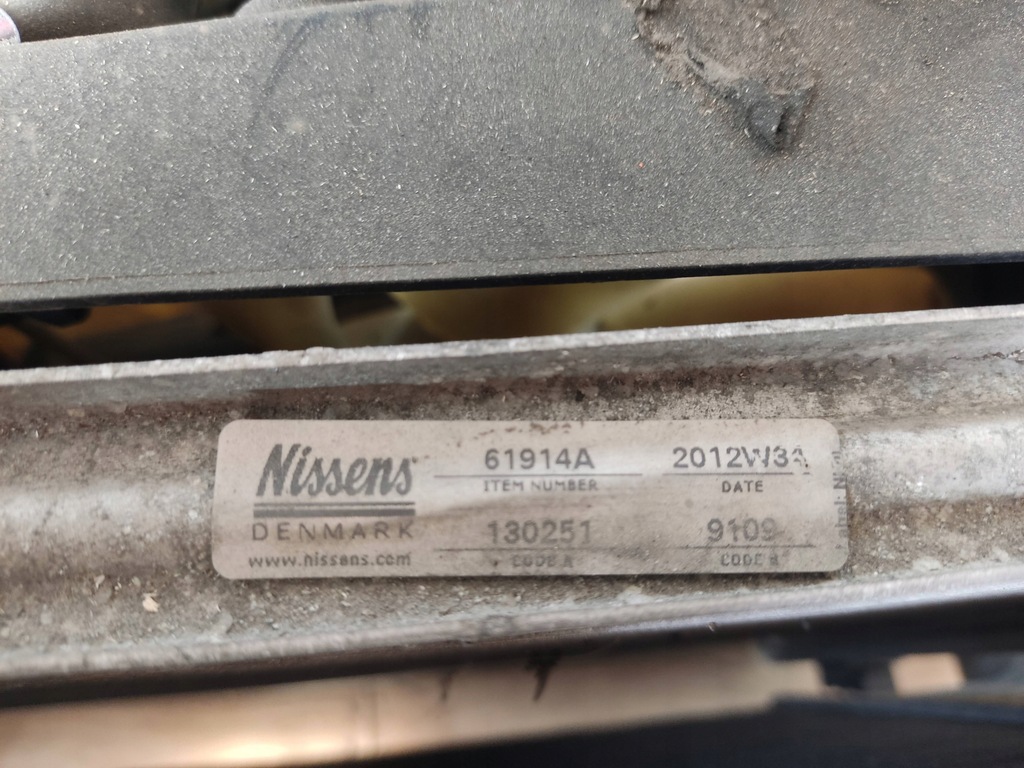 Nissens
DENMARK
www.nissens.com
61914A
ITEM NUMBER
2012W34
DATE
130251
CODE A
9109
CODE B